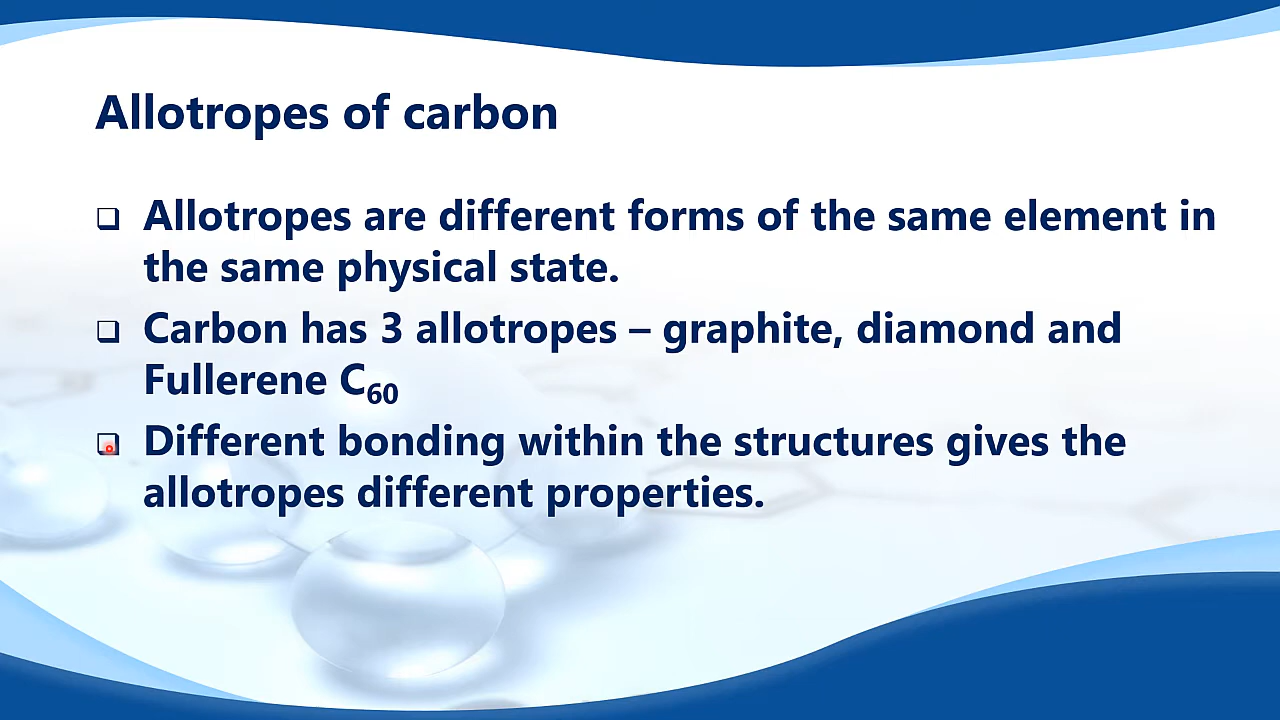 Allotropes of carbon
❑ Allotropes are different forms of the same element in
the same physical state.
❑ Carbon has 3 allotropes – graphite, diamond and
Fullerene C₆₀
❑ Different bonding within the structures gives the
allotropes different properties.